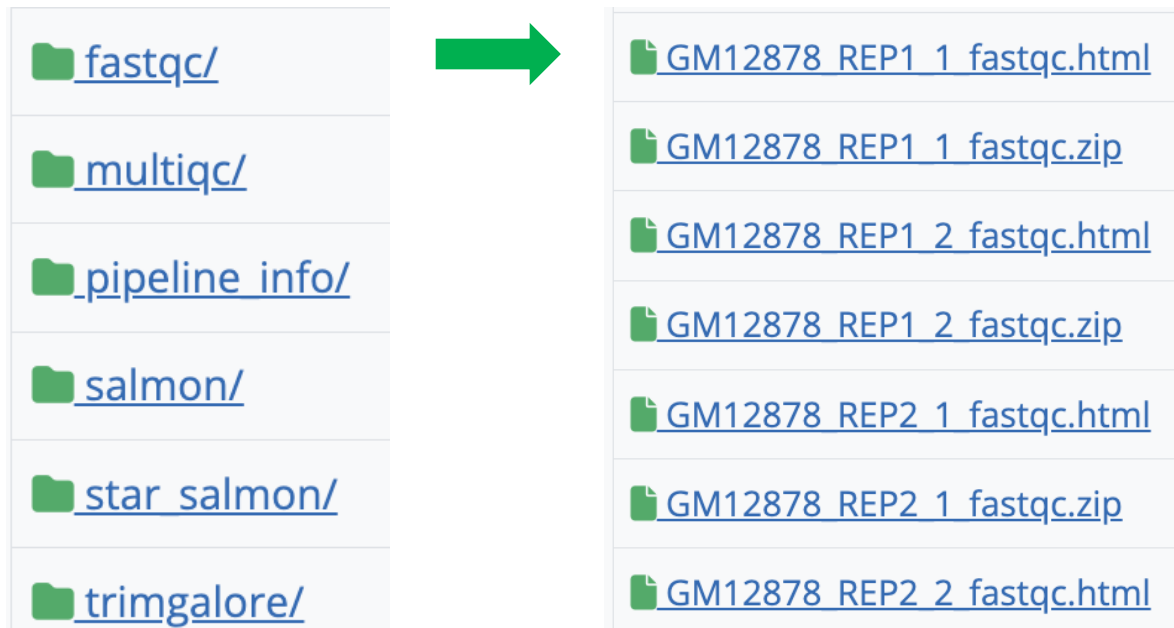 fastqc/
multiqc/
pipeline_info/
salmon/
star_salmon/
trimgalore/
GM12878_REP1_1_fastqc.html
GM12878_REP1_1_fastqc.zip
GM12878_REP1_2_fastqc.html
GM12878_REP1_2_fastqc.zip
GM12878_REP2_1_fastqc.html
GM12878_REP2_1_fastqc.zip
GM12878_REP2_2_fastqc.html